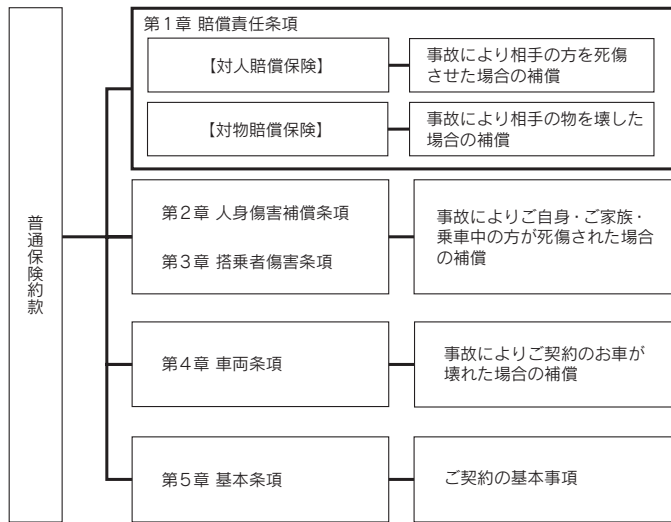 普通保険約款
第1章 賠償責任条項
【対人賠償保険】
事故により相手の方を死傷
させた場合の補償
【対物賠償保険】
事故により相手の物を壊した
場合の補償
第2章 人身傷害補償条項
第3章 搭乗者傷害条項
事故によりご自身・ご家族・
乗車中の方が死傷された場合
の補償
第4章 車両条項
事故によりご契約のお車が
壊れた場合の補償
第5章 基本条項
ご契約の基本事項